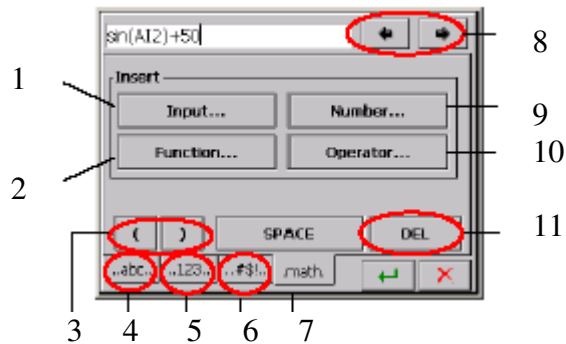 sin(AI2)+50
8
Insert
1
Input... Number...
9
Function... Operator...
10
2
11
( ) SPACE DEL
3
..abc.. ..123.. ..#$!.. .math.
4 5 6 7